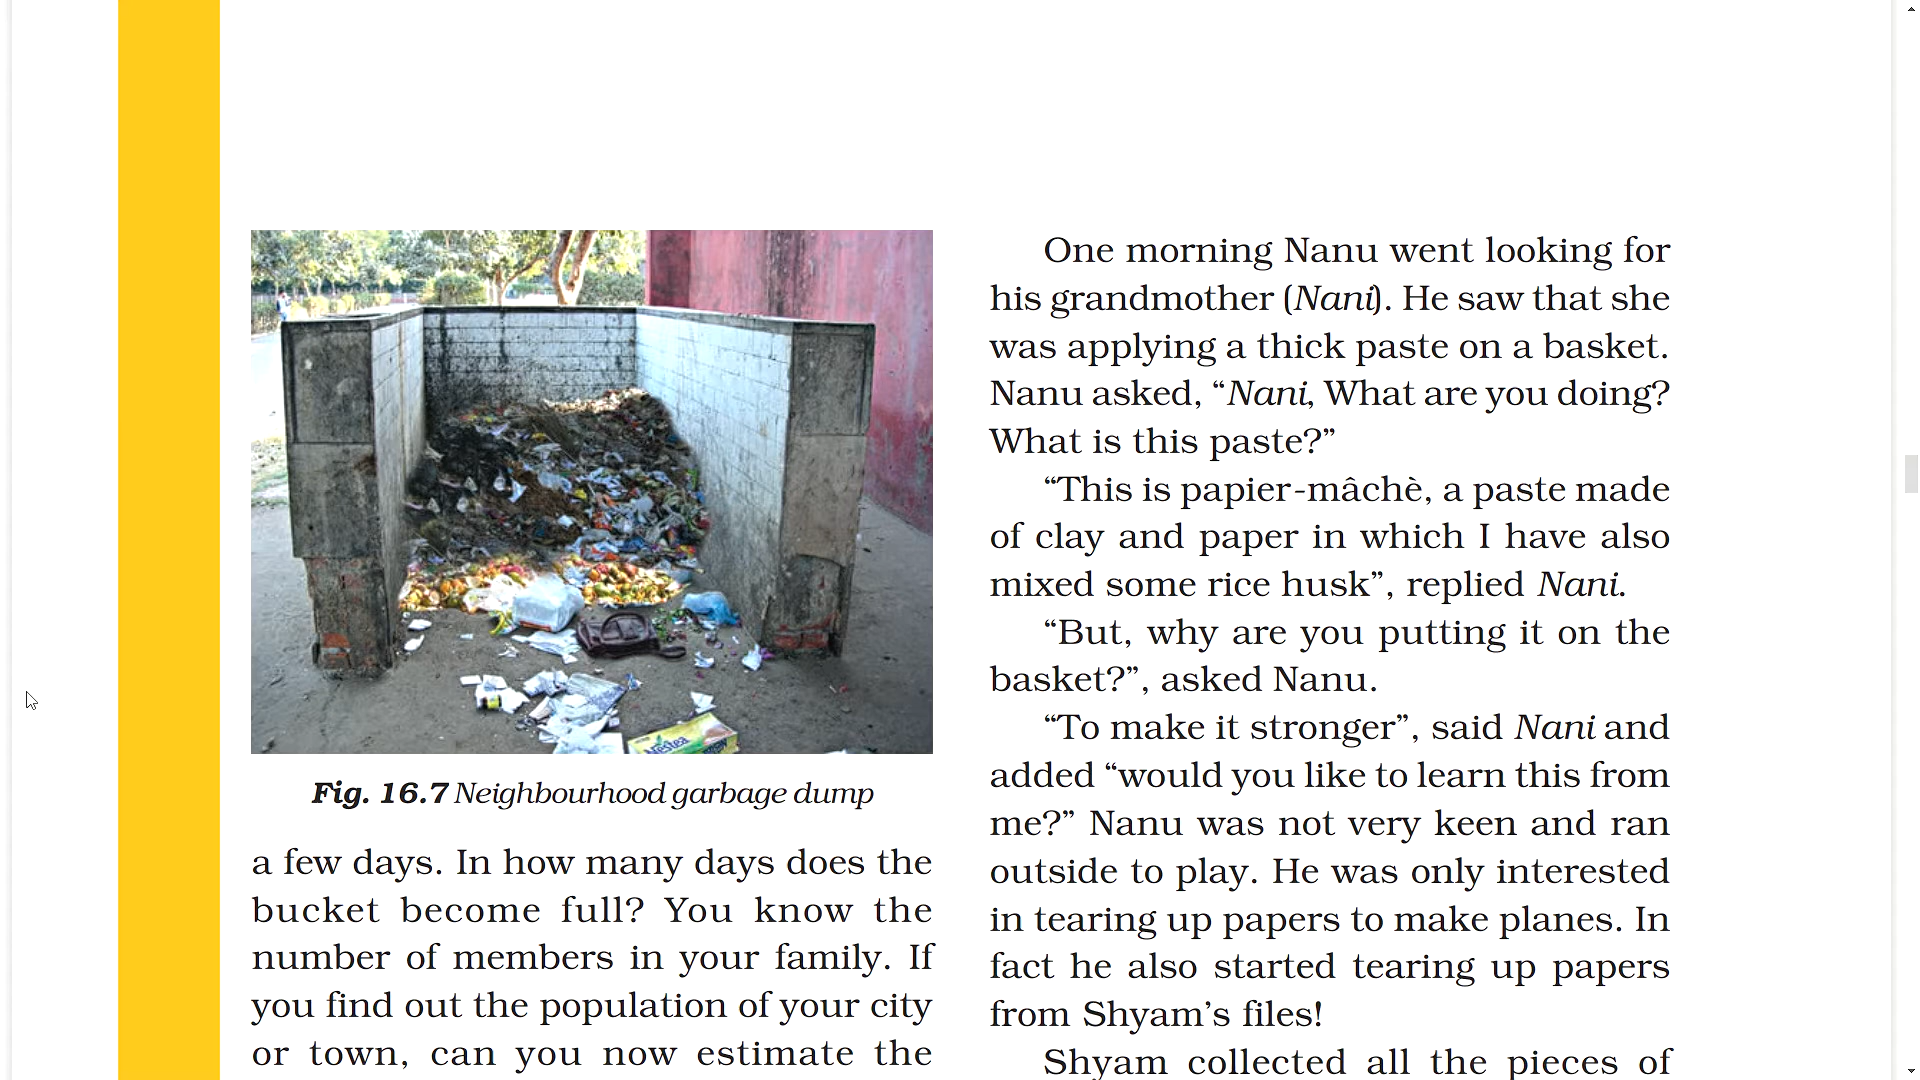 Nestea
Fig. 16.7 Neighbourhood garbage dump
a few days. In how many days does the
bucket become full? You know the
number of members in your family. If
you find out the population of your city
or town, can you now estimate the
One morning Nanu went looking for
his grandmother (Nani). He saw that she
was applying a thick paste on a basket.
Nanu asked, “Nani, What are you doing?
What is this paste?”
“This is papier-mâchè, a paste made
of clay and paper in which I have also
mixed some rice husk”, replied Nani.
“But, why are you putting it on the
basket?”, asked Nanu.
“To make it stronger”, said Nani and
added “would you like to learn this from
me?” Nanu was not very keen and ran
outside to play. He was only interested
in tearing up papers to make planes. In
fact he also started tearing up papers
from Shyam’s files!
Shyam collected all the pieces of